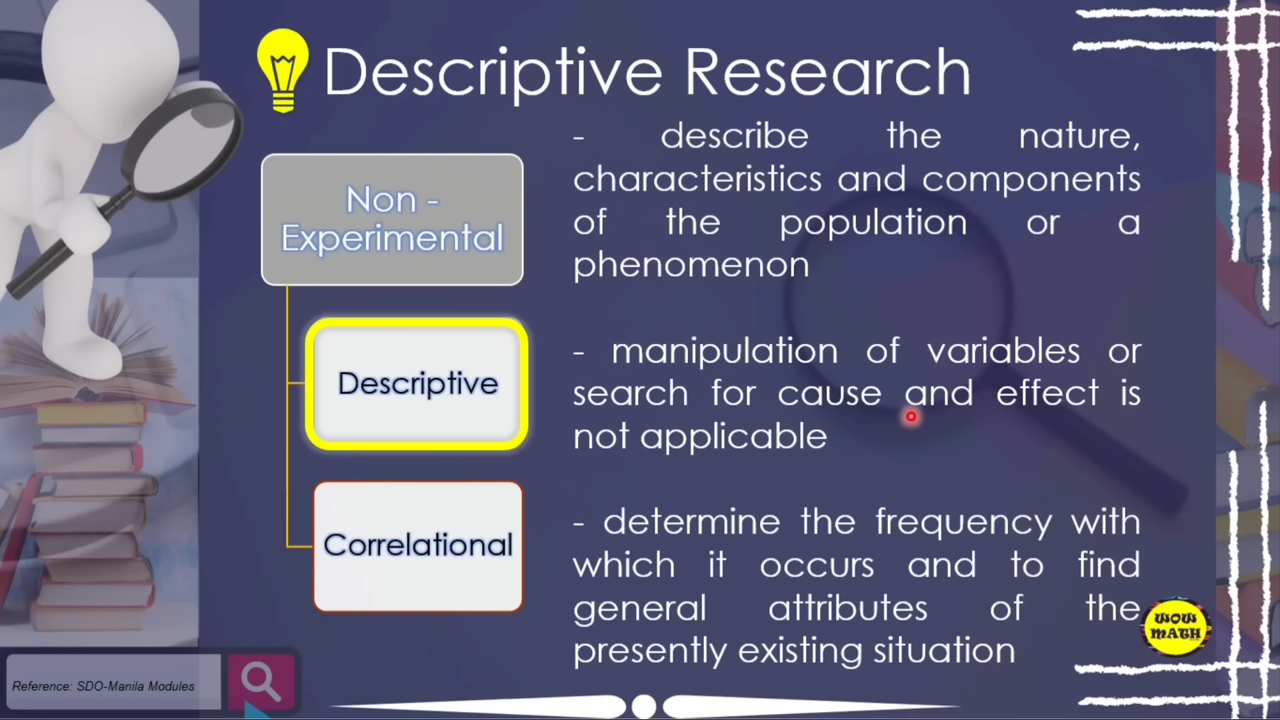 Descriptive Research
Non -
Experimental
Descriptive
Correlational
- describe the nature,
characteristics and components
of the population or a
phenomenon
- manipulation of variables or
search for cause and effect is
not applicable
- determine the frequency with
which it occurs and to find
general attributes of the
presently existing situation
WOW
MATH
Reference: SDO-Manila Modules